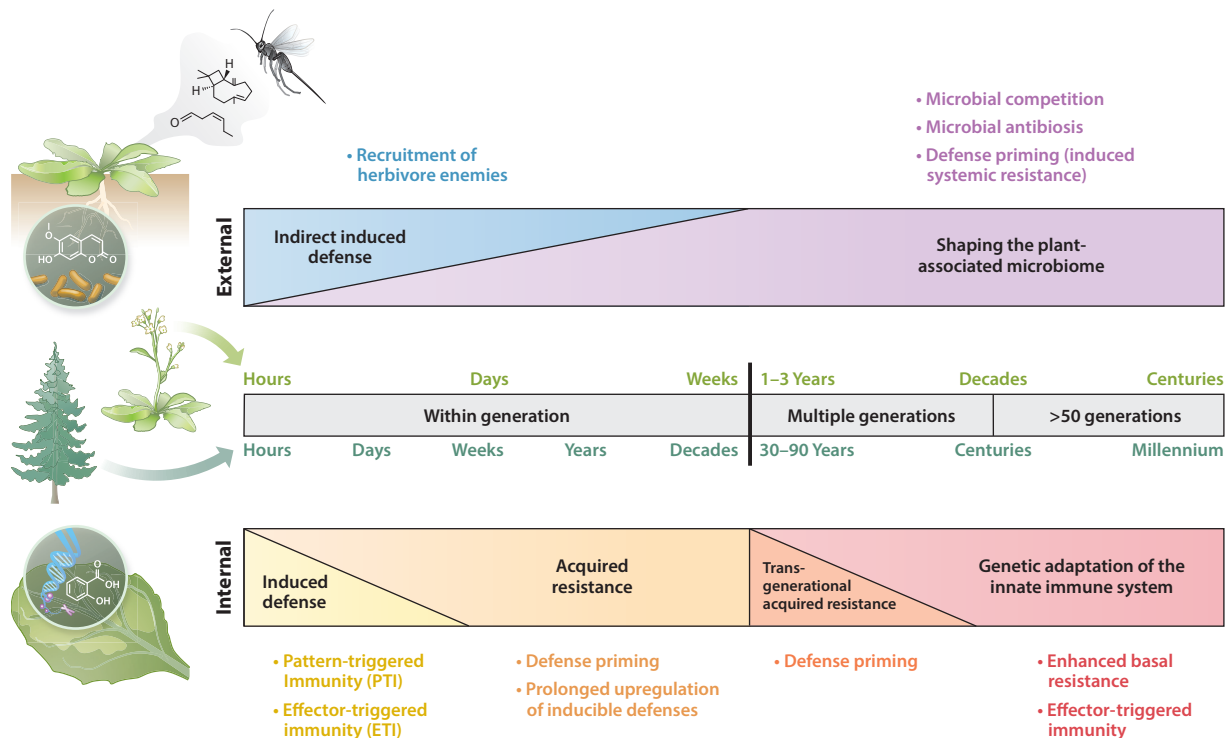 H
H
O
• Recruitment of
herbivore enemies
• Microbial competition
• Microbial antibiosis
• Defense priming (induced
systemic resistance)
External
Indirect induced
defense
Shaping the plant-
associated microbiome
O
HO
O
O
Hours
Days
Weeks
1–3 Years
Decades
Centuries
Within generation
Multiple generations
>50 generations
Hours
Days
Weeks
Years
Decades
30–90 Years
Centuries
Millennium
Internal
Induced
defense
Acquired
resistance
Trans-
generational
acquired resistance
Genetic adaptation of the
innate immune system
O
OH
OH
• Pattern-triggered
Immunity (PTI)
• Effector-triggered
immunity (ETI)
• Defense priming
• Prolonged upregulation
of inducible defenses
• Defense priming
• Enhanced basal
resistance
• Effector-triggered
immunity